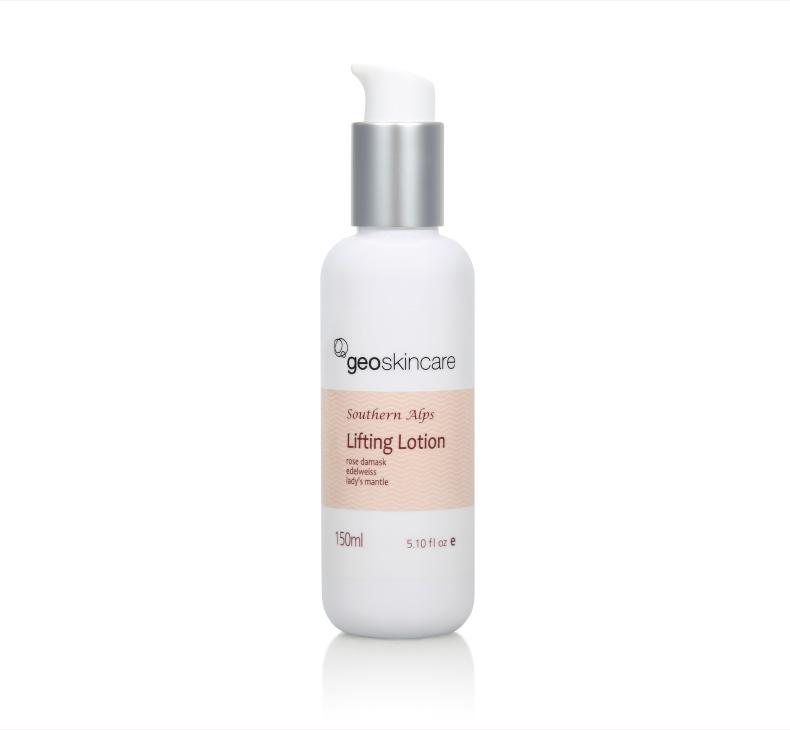 geoskincare
Southern Alps
Lifting Lotion
rose damask
edelweiss
lady's mantle
150ml 5.10 fl oz e